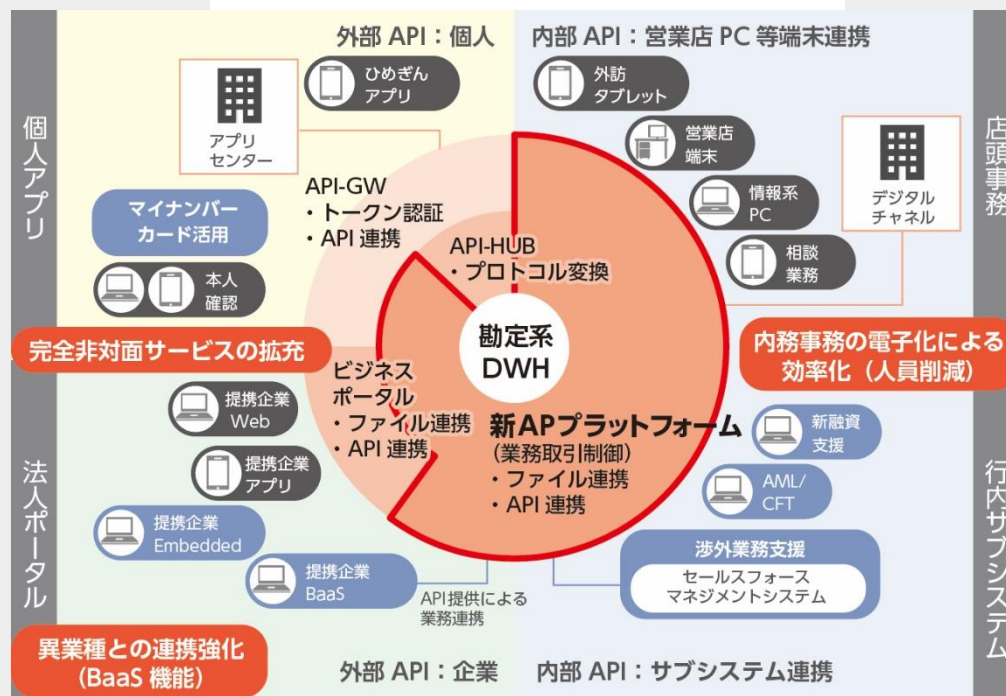 外部 API：個人
内部 API：営業店 PC 等端末連携
個人アプリ
法人ポータル
店頭事務
行内サブシステム
アプリ
センター
ひめぎん
アプリ
マイナンバー
カード活用
本人
確認
API-GW
・トークン認証
・API 連携
API-HUB
・プロトコル変換
外訪
タブレット
営業店
端末
情報系
PC
相談
業務
デジタル
チャネル
完全非対面サービスの拡充
勘定系
DWH
内務事務の電子化による
効率化（人員削減）
ビジネス
ポータル
・ファイル連携
・API 連携
新APプラットフォーム
(業務取引制御)
・ファイル連携
・API 連携
提携企業
Web
提携企業
アプリ
提携企業
Embedded
提携企業
BaaS
API提供による
業務連携
新融資
支援
AML/
CFT
渉外業務支援
セールスフォース
マネジメントシステム
異業種との連携強化
（BaaS 機能）
外部 API：企業
内部 API：サブシステム連携